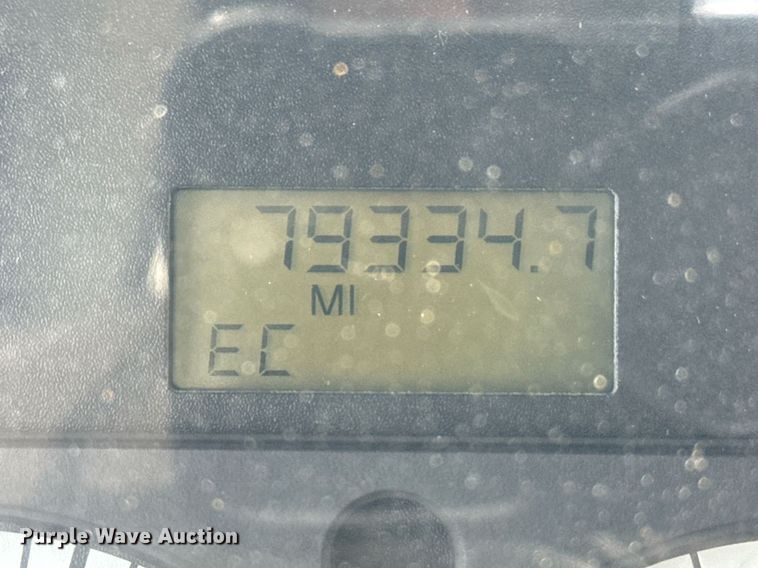 79334.7
MI
EC
Purple Wave Auction